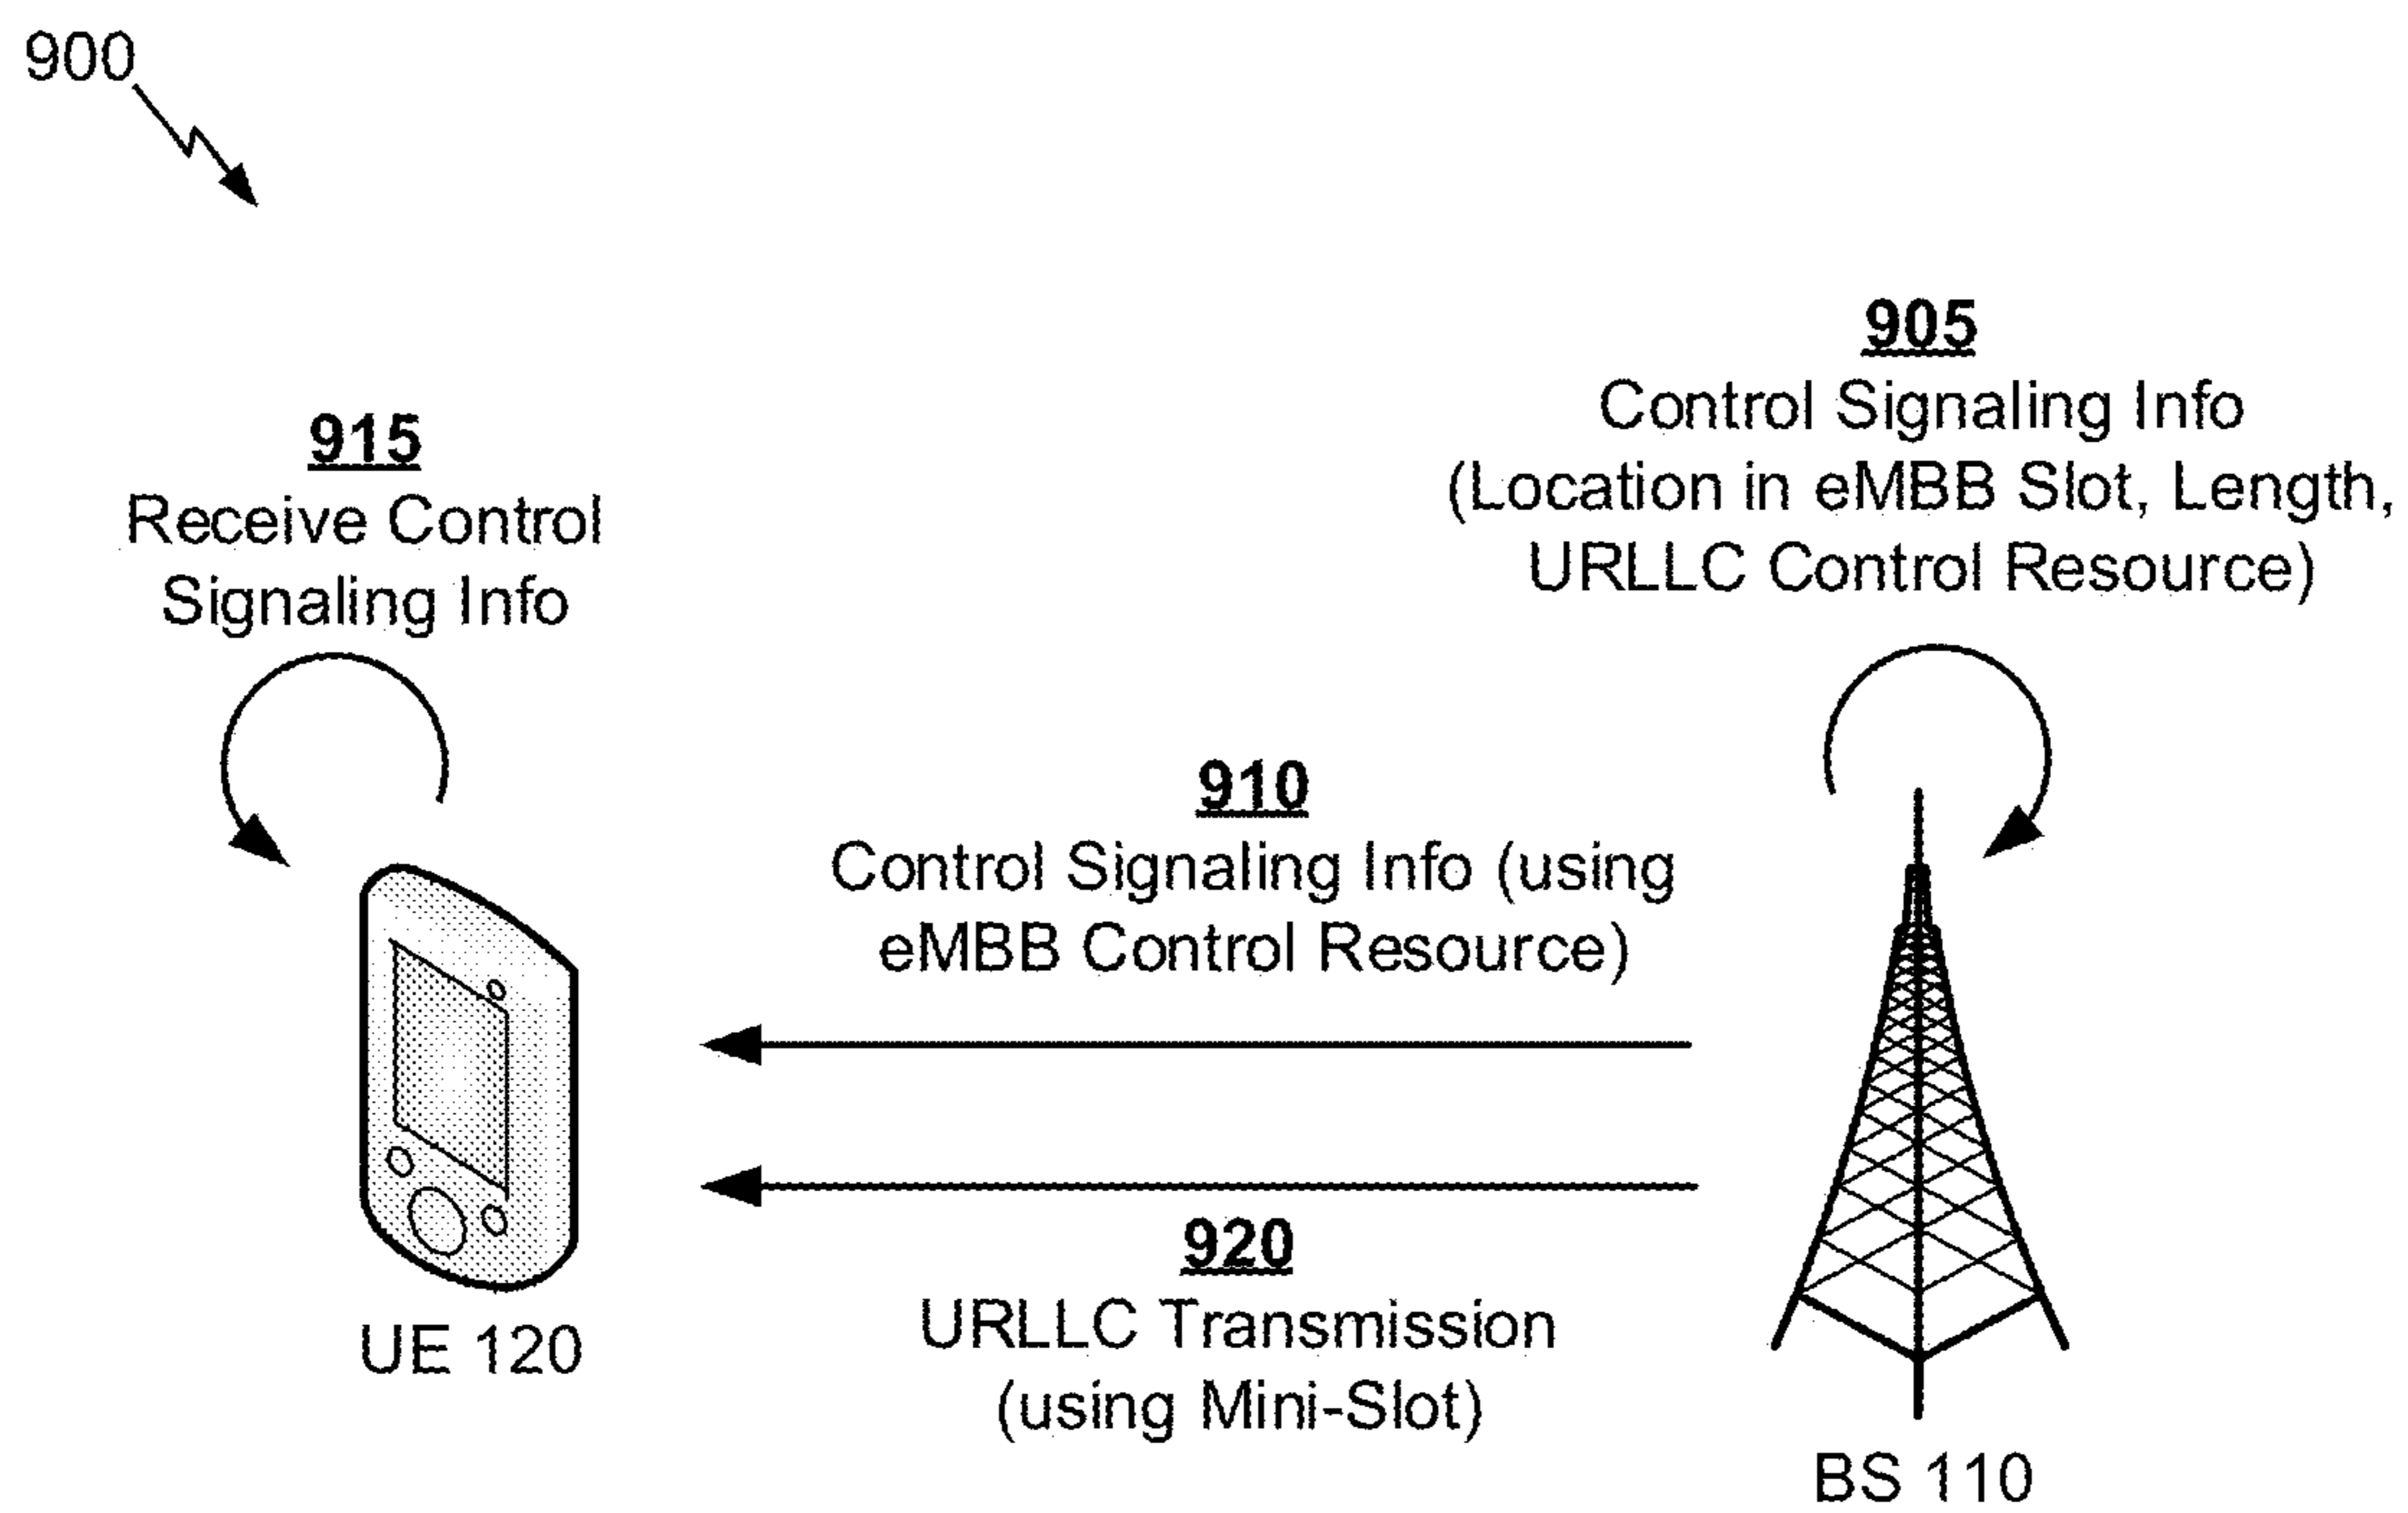 900
905
Control Signaling Info
(Location in eMBB Slot, Length,
URLLC Control Resource)
915
Receive Control
Signaling Info
910
Control Signaling Info (using
eMBB Control Resource)
920
URLLC Transmission
(using Mini-Slot)
UE 120
BS 110